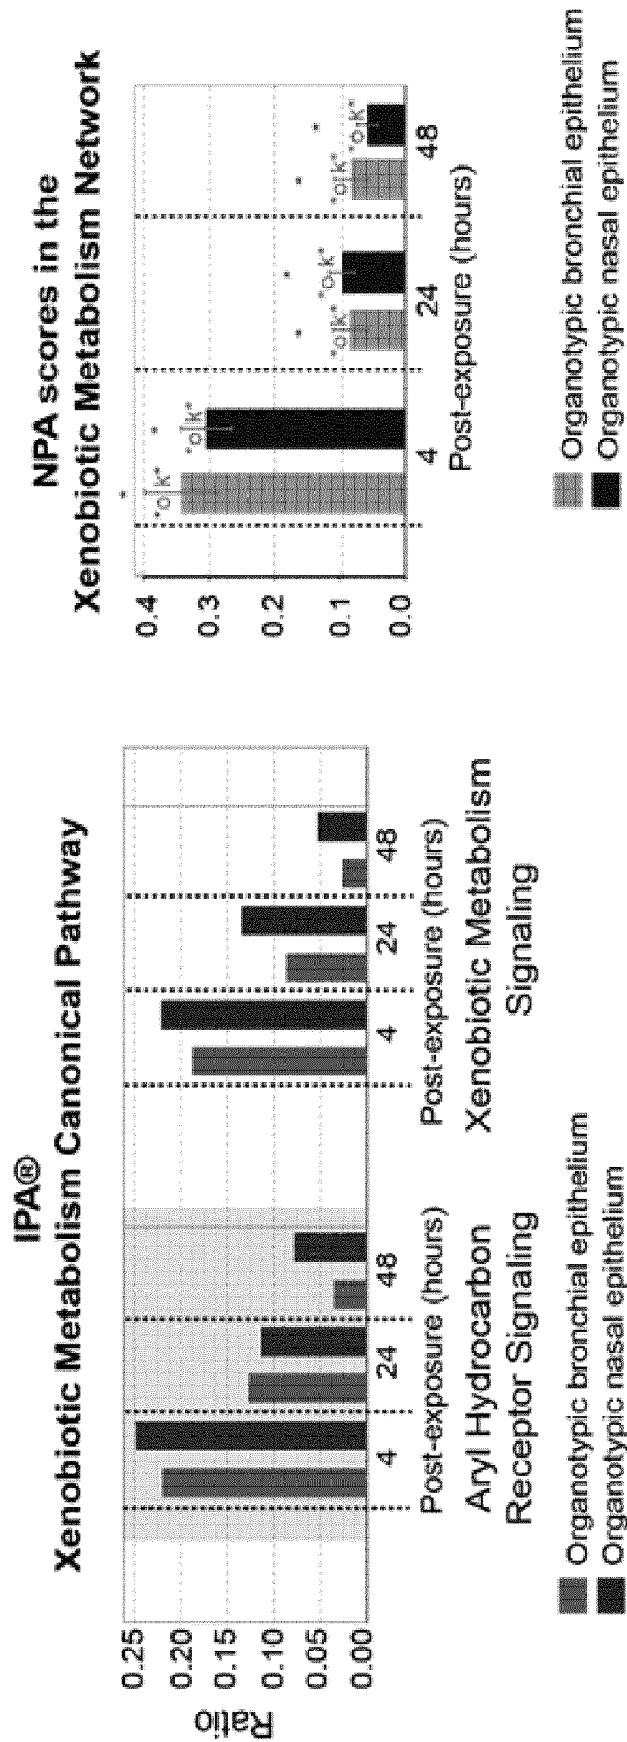 IPA®
Xenobiotic Metabolism Canonical Pathway
Ratio
0.25
0.20
0.15
0.10
0.05
0.00
4
24
48
4
24
48
Post-exposure (hours)
Post-exposure (hours)
Aryl Hydrocarbon
Receptor Signaling
Xenobiotic Metabolism
Signaling
Organotypic bronchial epithelium
Organotypic nasal epithelium
NPA scores in the
Xenobiotic Metabolism Network
0.4
0.3
0.2
0.1
0.0
*
*
*
*
*
*
*o k*
*o k*
*o k*
*o k*
*o k*
*o k*
4
24
48
Post-exposure (hours)
Organotypic bronchial epithelium
Organotypic nasal epithelium